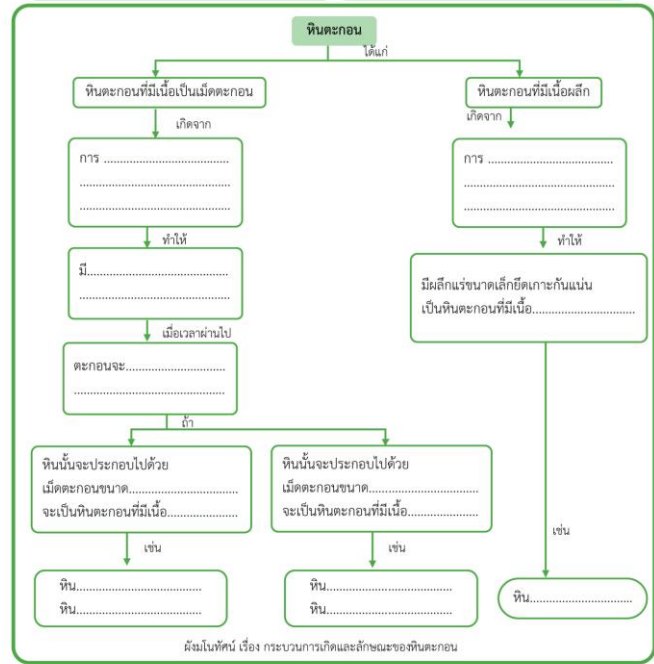 หินตะกอน
ได้แก่
หินตะกอนที่มีเนื้อเป็นเม็ดตะกอน
หินตะกอนที่มีเนื้อผลึก
เกิดจาก
เกิดจาก
การ ....................................
............................................
............................................
การ ....................................
............................................
............................................
ทำให้
ทำให้
มี.........................................
............................................
มีผลึกแร่ขนาดเล็กยึดเกาะกันแน่น
เป็นหินตะกอนที่มีเนื้อ..............................
เมื่อเวลาผ่านไป
ตะกอนจะ.............................
............................................
ถ้า
หินนั้นจะประกอบไปด้วย
เม็ดตะกอนขนาด................................
จะเป็นหินตะกอนที่มีเนื้อ.....................
หินนั้นจะประกอบไปด้วย
เม็ดตะกอนขนาด................................
จะเป็นหินตะกอนที่มีเนื้อ.....................
เช่น
เช่น
เช่น
หิน....................................
หิน....................................
หิน....................................
หิน....................................
หิน..............................
ผังมโนทัศน์ เรื่อง กระบวนการเกิดและลักษณะของหินตะกอน